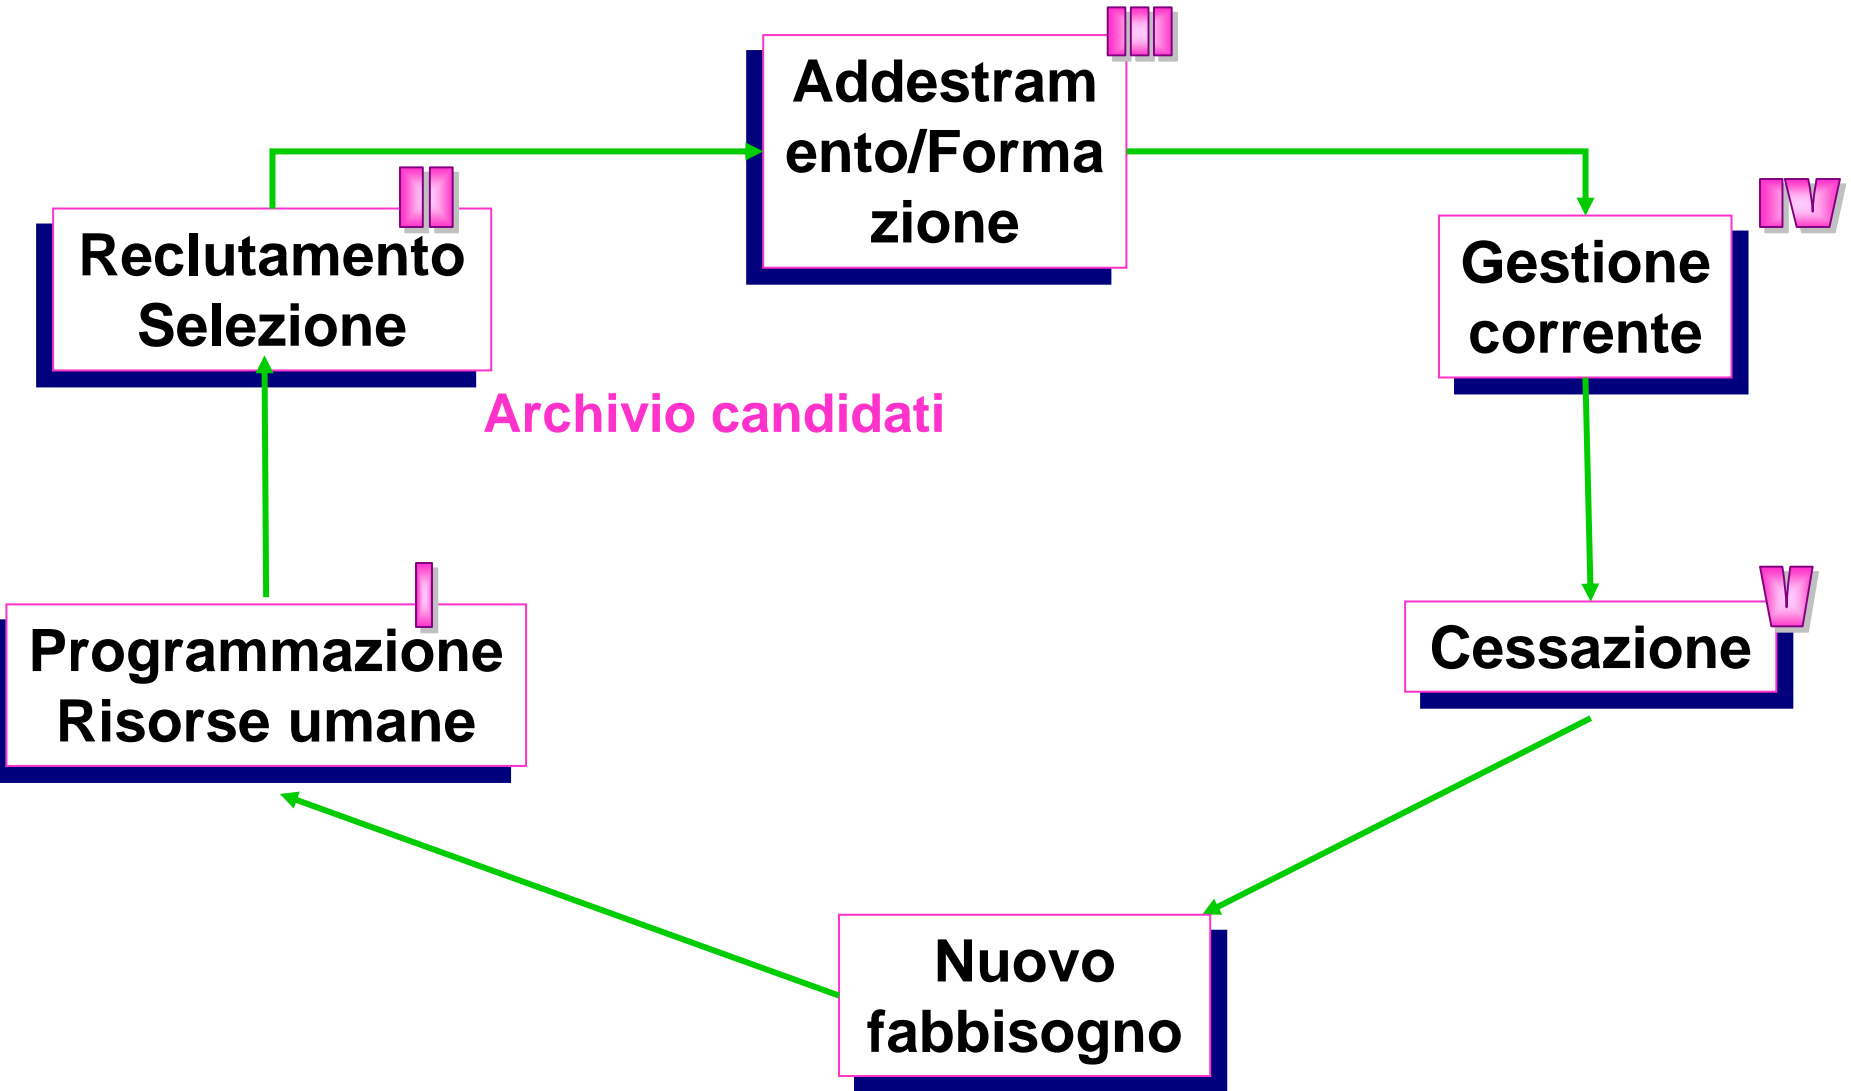 III
Addestram
ento/Forma
zione
II
Reclutamento
Selezione
IV
Gestione
corrente
Archivio candidati
I
Programmazione
Risorse umane
V
Cessazione
Nuovo
fabbisogno